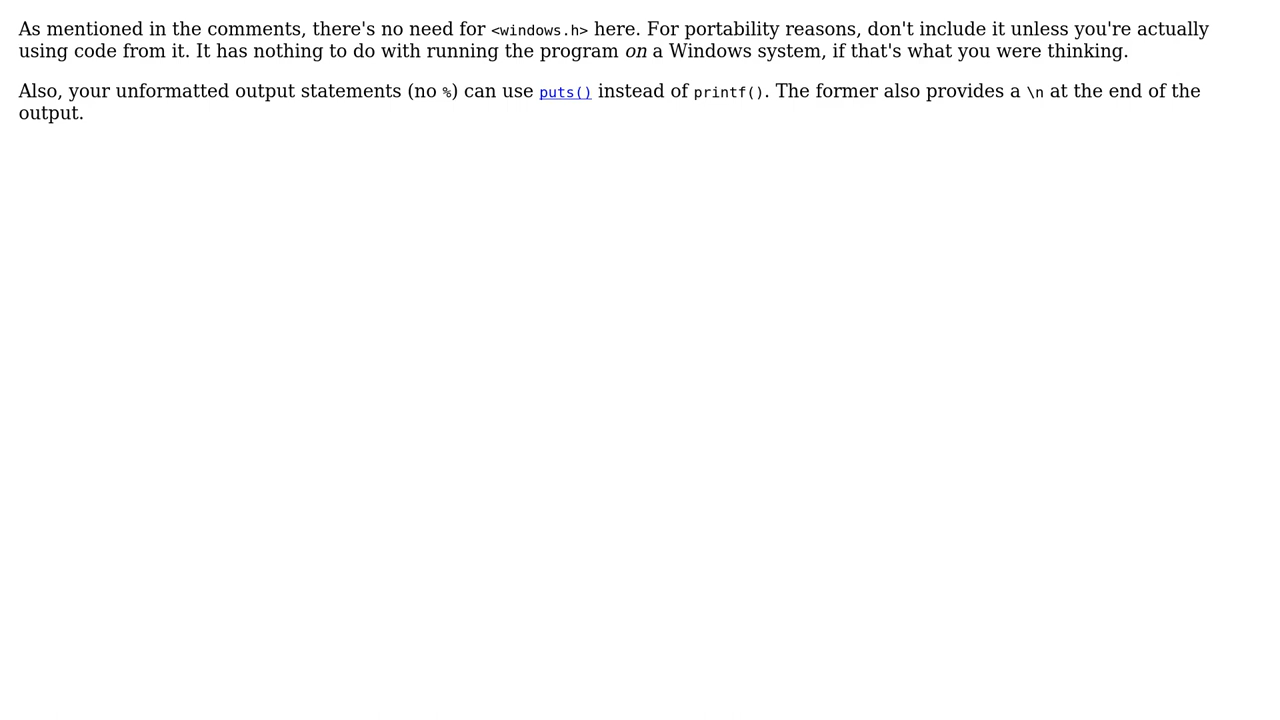 As mentioned in the comments, there's no need for <windows.h> here. For portability reasons, don't include it unless you're actually
using code from it. It has nothing to do with running the program on a Windows system, if that's what you were thinking.
Also, your unformatted output statements (no %) can use puts() instead of printf(). The former also provides a \n at the end of the
output.